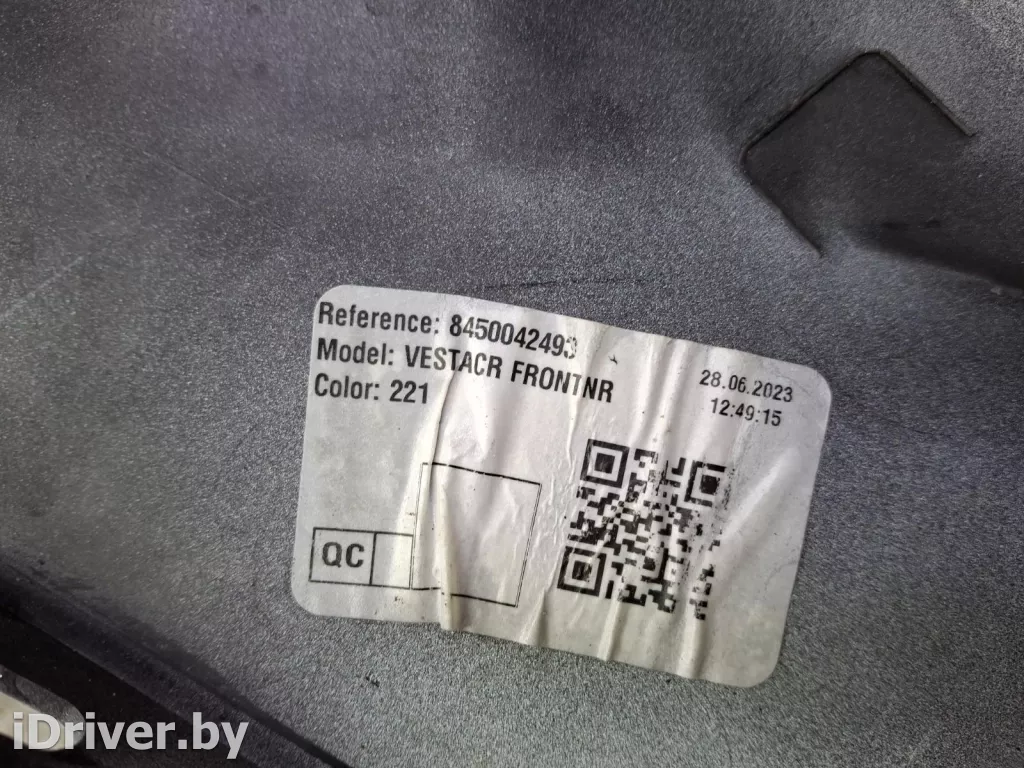 Reference: 8450042493
Model: VESTACR FRONTNR
Color: 221
28.06.2023
12:49:15
QC
iDriver.by